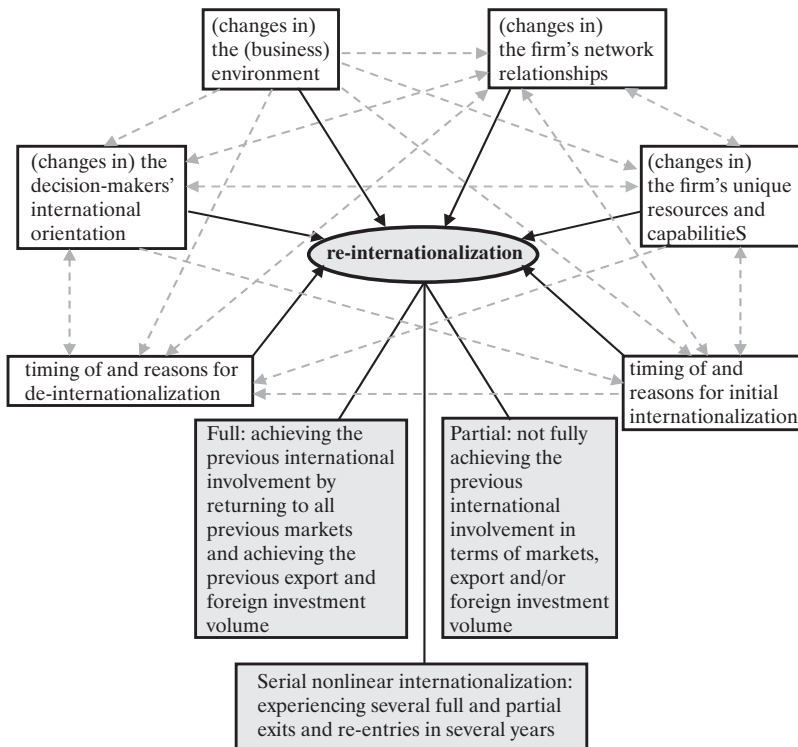 (changes in)
the (business)
environment
(changes in)
the firm's network
relationships
(changes in) the
decision-makers'
international
orientation
(changes in)
the firm's unique
resources and
capabilitieS
re-internationalization
timing of and reasons for
de-internationalization
timing of and
reasons for initial
internationalization
Full: achieving the
previous international
involvement by
returning to all
previous markets
and achieving the
previous export and
foreign investment
volume
Partial: not fully
achieving the
previous
international
involvement in
terms of markets,
export and/or
foreign investment
volume
Serial nonlinear internationalization:
experiencing several full and partial
exits and re-entries in several years